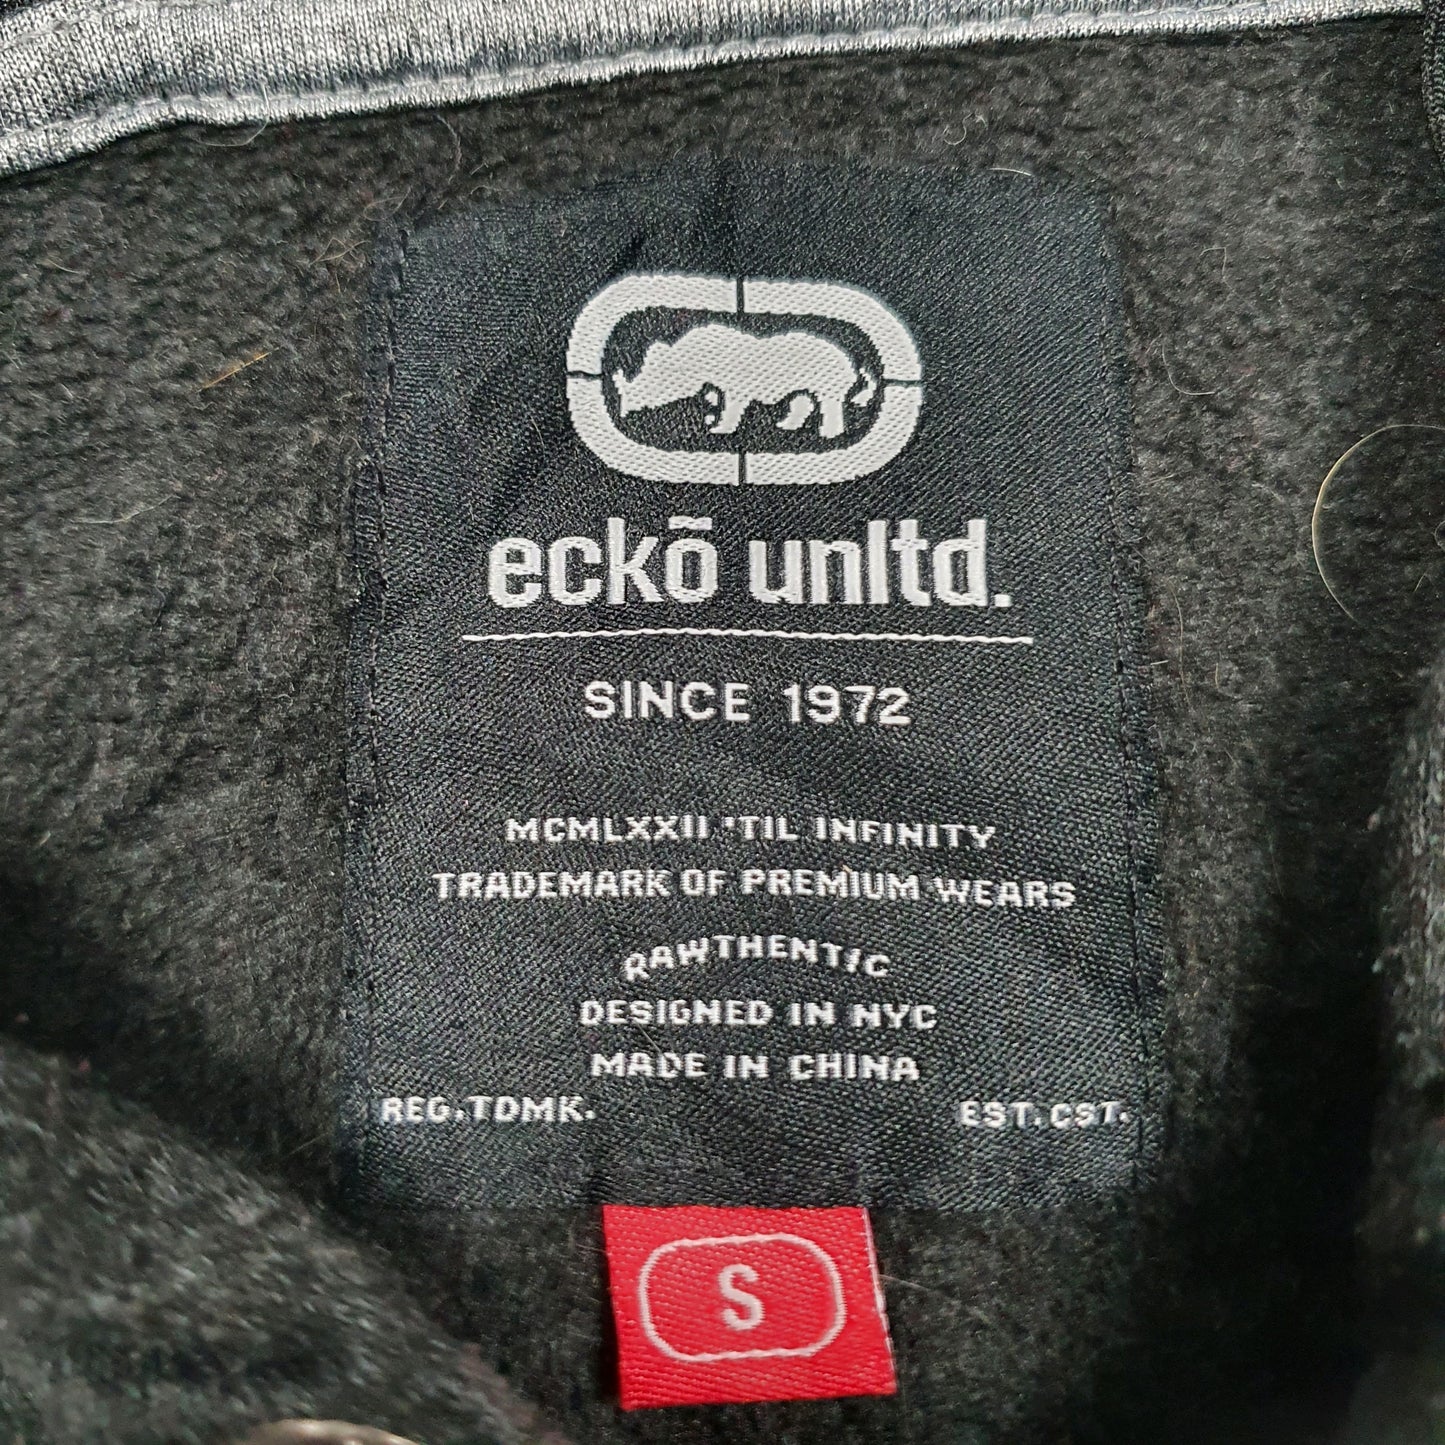 eckō unltd.
SINCE 1972
MCMLXXII 'TIL INFINITY
TRADEMARK OF PREMIUM WEARS
RAWTHENTIC
DESIGNED IN NYC
MADE IN CHINA
REG.TDMK. EST.CST.
S